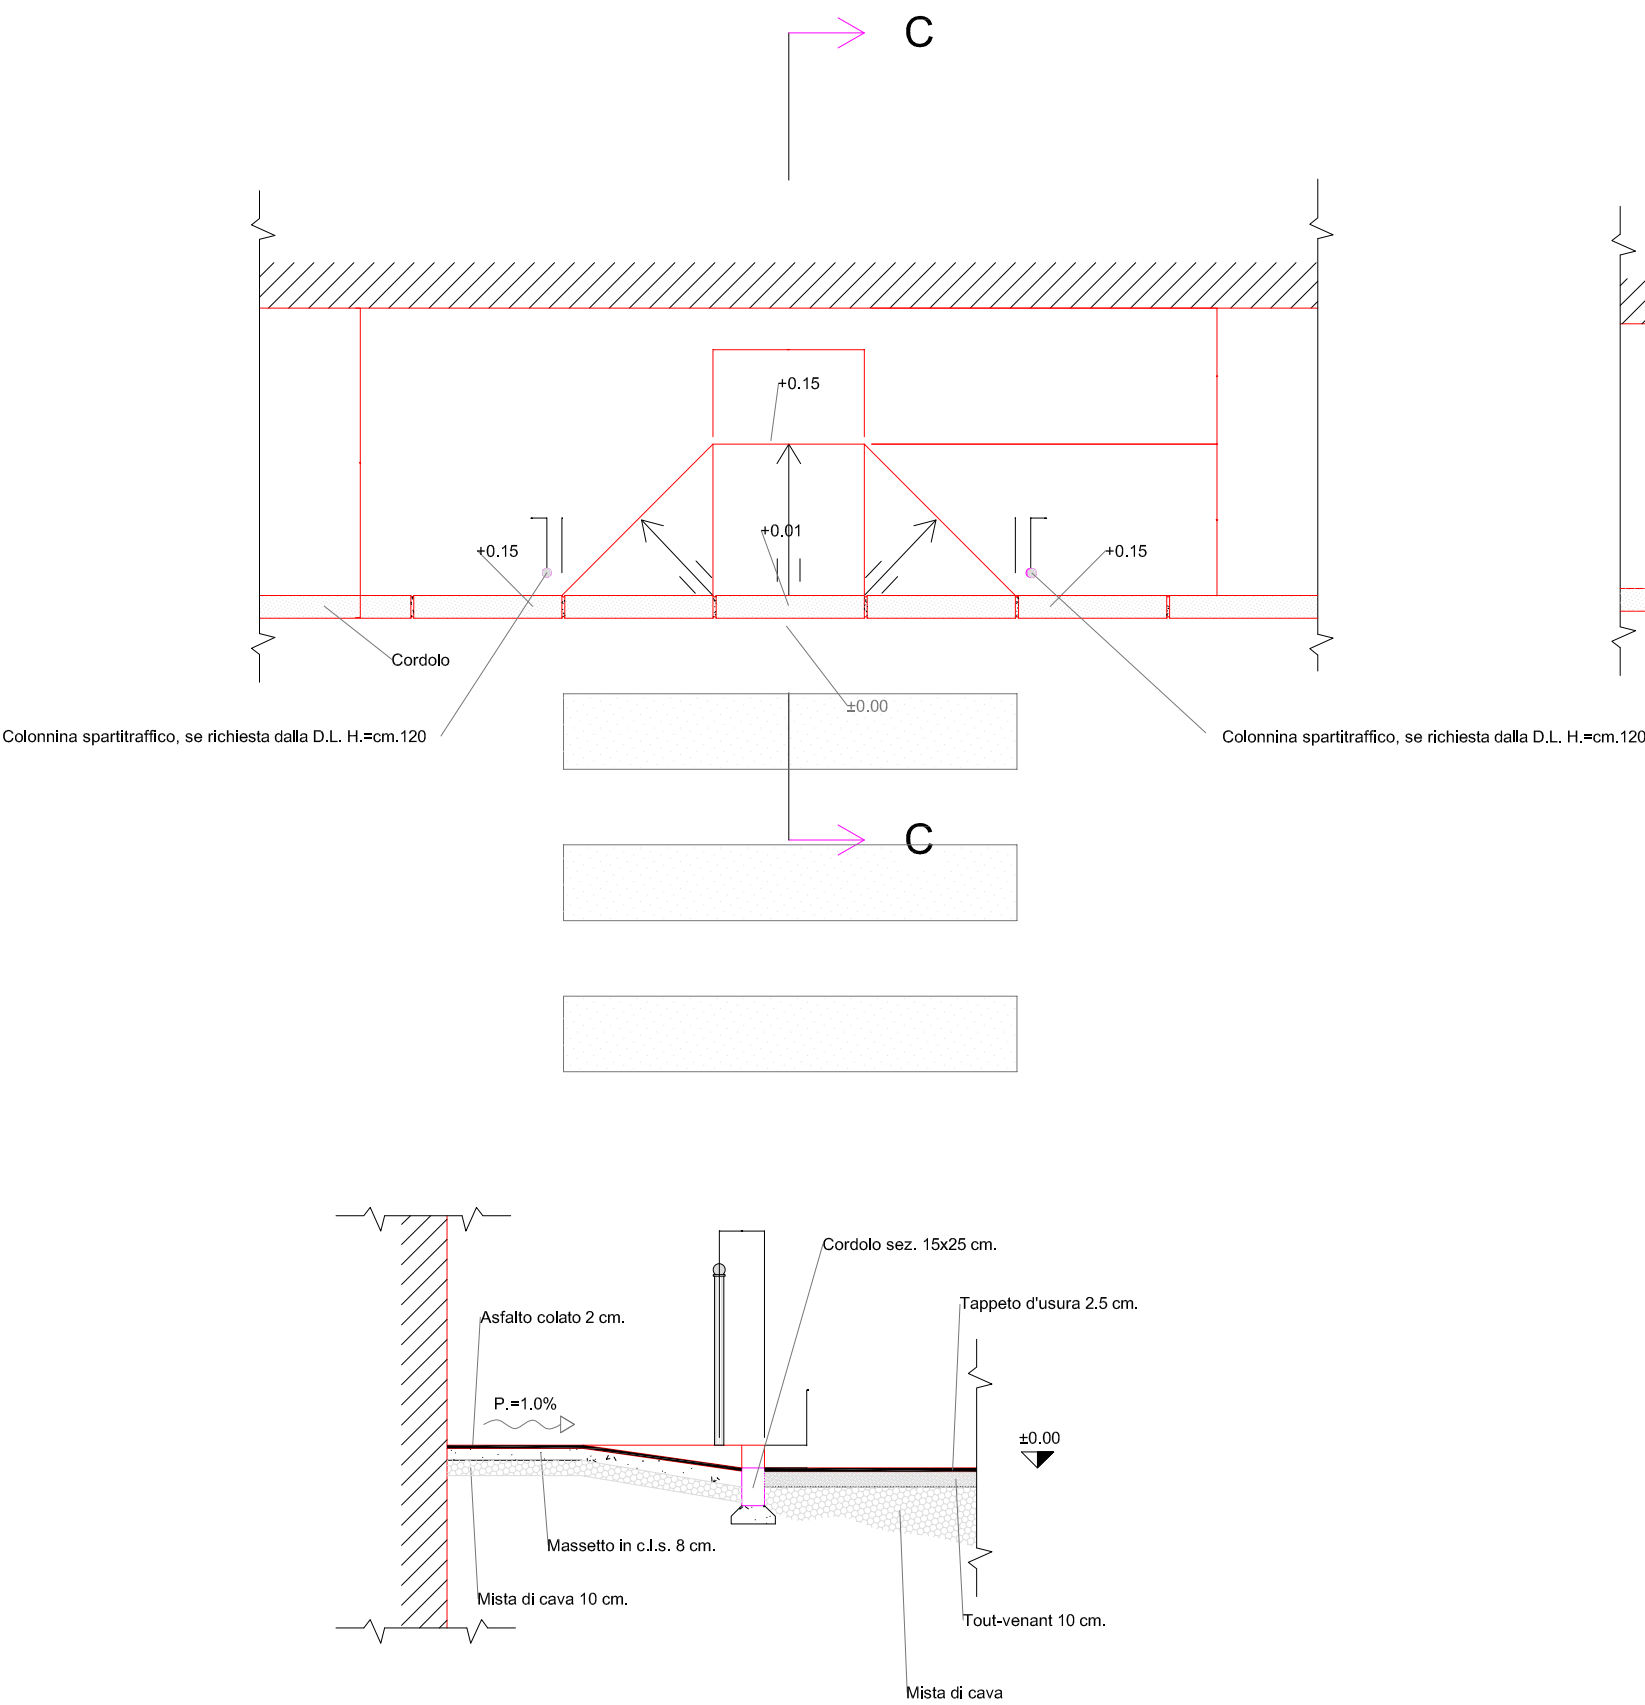 C
+0.15
+0.01
+0.15
+0.15
Cordolo
±0.00
Colonnina spartitraffico, se richiesta dalla D.L. H.=cm.120
Colonnina spartitraffico, se richiesta dalla D.L. H.=cm.120
C
Cordolo sez. 15x25 cm.
Tappeto d'usura 2.5 cm.
Asfalto colato 2 cm.
P.=1.0%
±0.00
Massetto in c.l.s. 8 cm.
Mista di cava 10 cm.
Tout-venant 10 cm.
Mista di cava